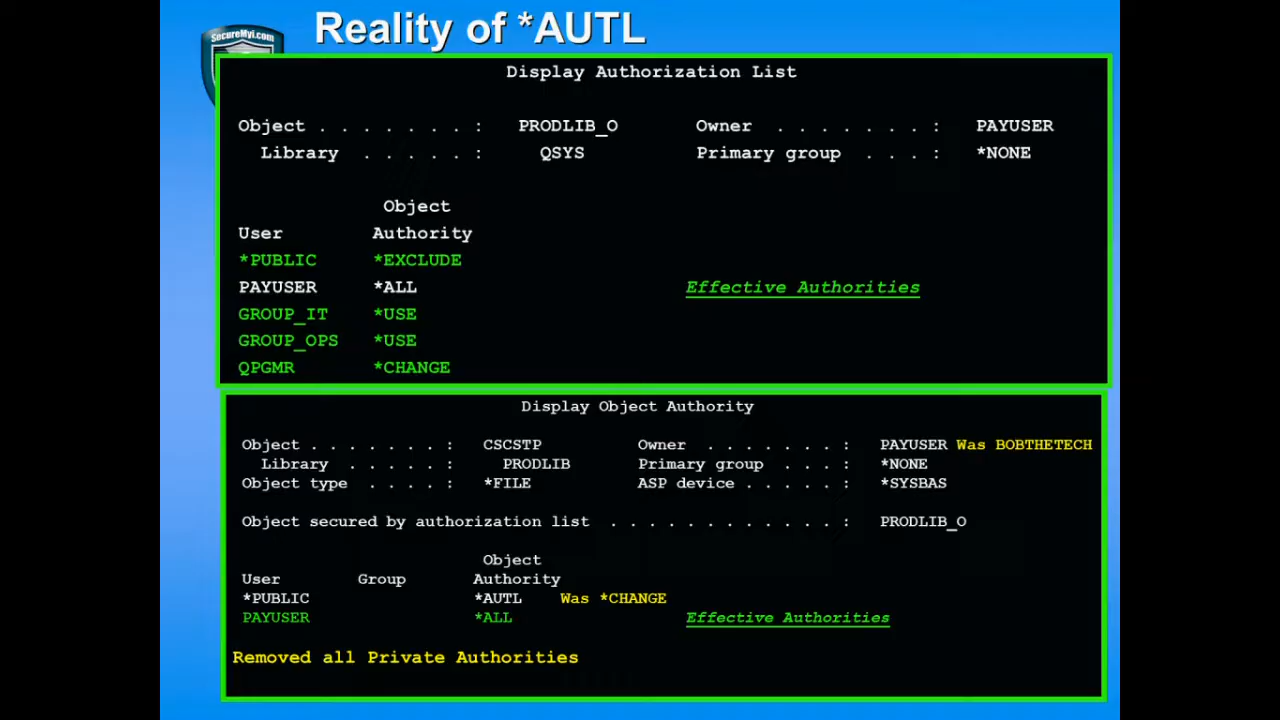 Reality of *AUTL
SecureMyi.com
Display Authorization List
Object . . . . . . . : PRODLIB_O Owner . . . . . . . : PAYUSER
Library . . . . . : QSYS Primary group . . . : *NONE
Object
User Authority
*PUBLIC *EXCLUDE
PAYUSER *ALL Effective Authorities
GROUP_IT *USE
GROUP_OPS *USE
QPGMR *CHANGE
Display Object Authority
Object . . . . . . . : CSCSTP Owner . . . . . . . : PAYUSER Was BOBTHETECH
Library . . . . . : PRODLIB Primary group . . . : *NONE
Object type . . . . : *FILE ASP device . . . . . : *SYSBAS
Object secured by authorization list . . . . . . . . . . . . : PRODLIB_O
Object
User Group Authority
*PUBLIC *AUTL Was *CHANGE
PAYUSER *ALL Effective Authorities
Removed all Private Authorities